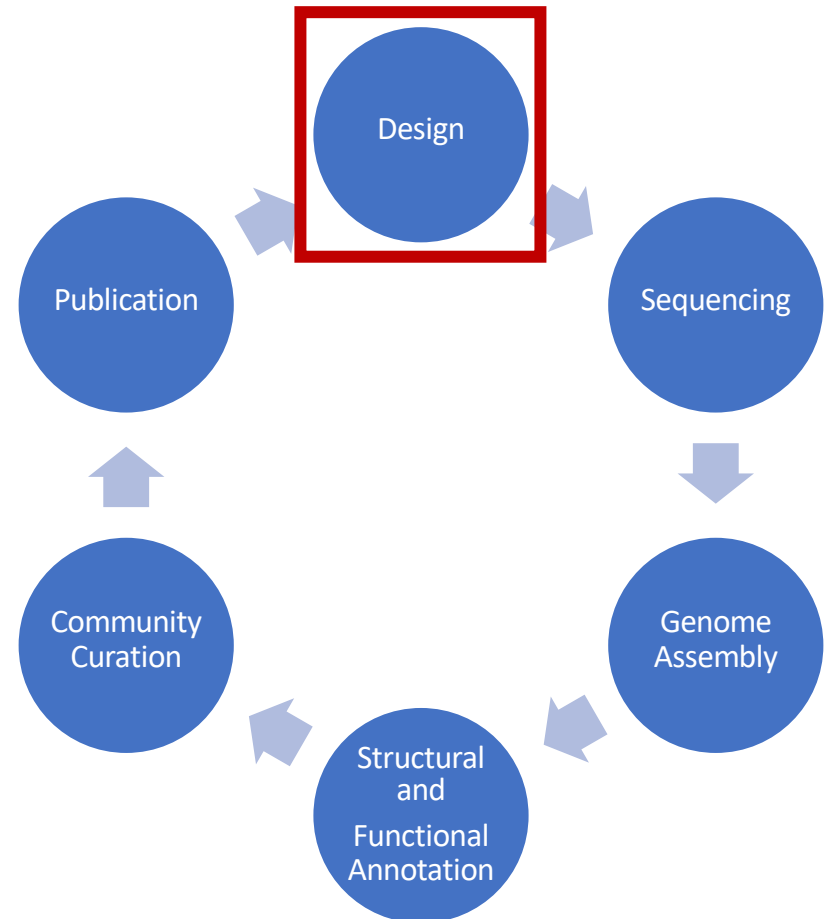 Design
Sequencing
Genome
Assembly
Structural
and
Functional
Annotation
Community
Curation
Publication